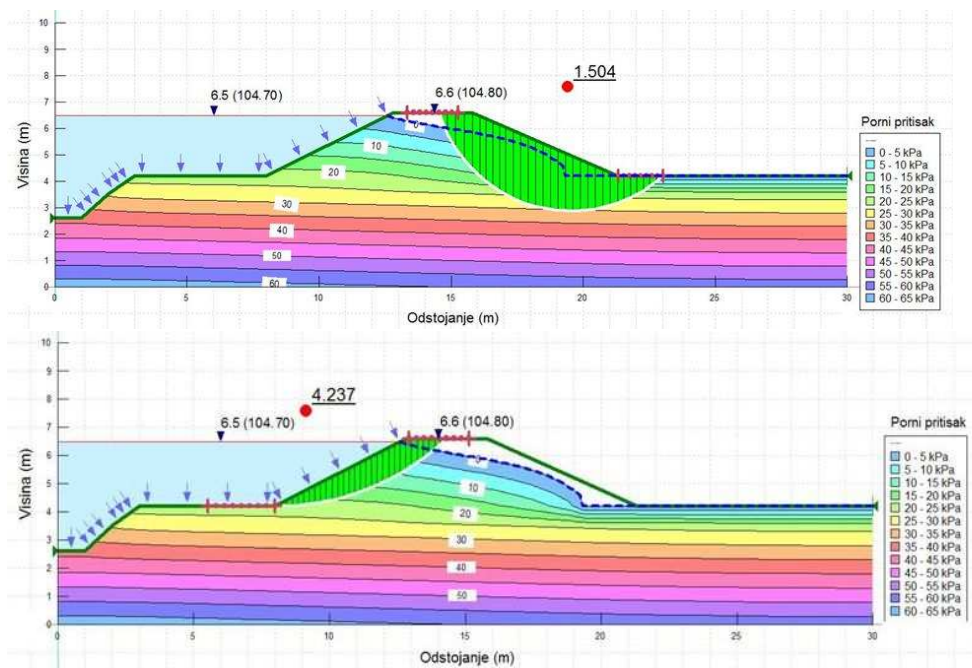 10
9
8
7
6
5
4
3
2
1
0
Visina (m)
6.5 (104.70)
6.6 (104.80)
1.504
0
10
20
30
40
50
60
0
5
10
15
20
25
30
Odstojanje (m)
Porni pritisak
0 - 5 kPa
5 - 10 kPa
10 - 15 kPa
15 - 20 kPa
20 - 25 kPa
25 - 30 kPa
30 - 35 kPa
35 - 40 kPa
40 - 45 kPa
45 - 50 kPa
50 - 55 kPa
55 - 60 kPa
60 - 65 kPa
10
9
8
7
6
5
4
3
2
1
0
Visina (m)
4.237
6.5 (104.70)
6.6 (104.80)
10
20
30
40
50
0
5
10
15
20
25
30
Odstojanje (m)
Porni pritisak
0 - 5 kPa
5 - 10 kPa
10 - 15 kPa
15 - 20 kPa
20 - 25 kPa
25 - 30 kPa
30 - 35 kPa
35 - 40 kPa
40 - 45 kPa
45 - 50 kPa
50 - 55 kPa
55 - 60 kPa
60 - 65 kPa